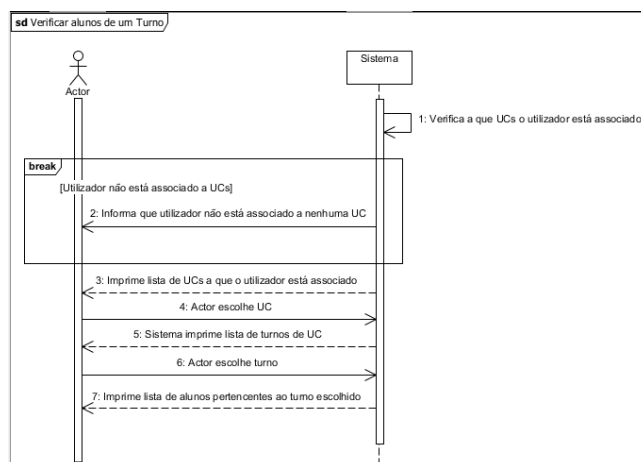 sd Verificar alunos de um Turno
Actor
Sistema
1: Verifica a que UCs o utilizador está associado
break
[Utilizador não está associado a UCs]
2: Informa que utilizador não está associado a nenhuma UC
3: Imprime lista de UCs a que o utilizador está associado
4: Actor escolhe UC
5: Sistema imprime lista de turnos de UC
6: Actor escolhe turno
7: Imprime lista de alunos pertencentes ao turno escolhido